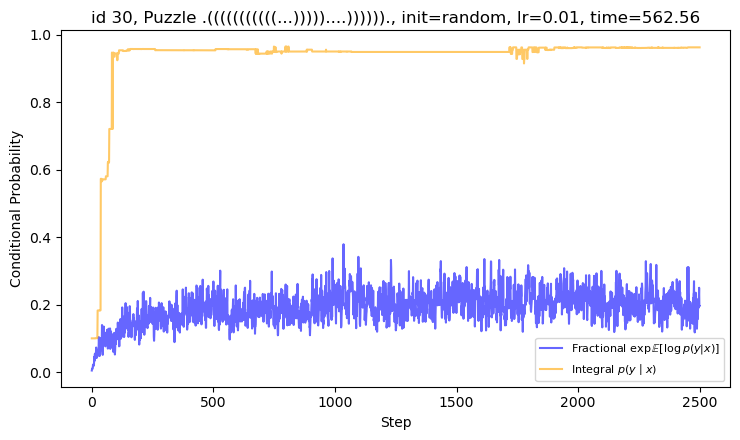 id 30, Puzzle .(((((((((((...)))))....))))))., init=random, lr=0.01, time=562.56
1.0
0.8
0.6
0.4
0.2
0.0
Conditional Probability
0
500
1000
1500
2000
2500
Step
Fractional exp𝔼[log p(y|x)]
Integral p(y | x)